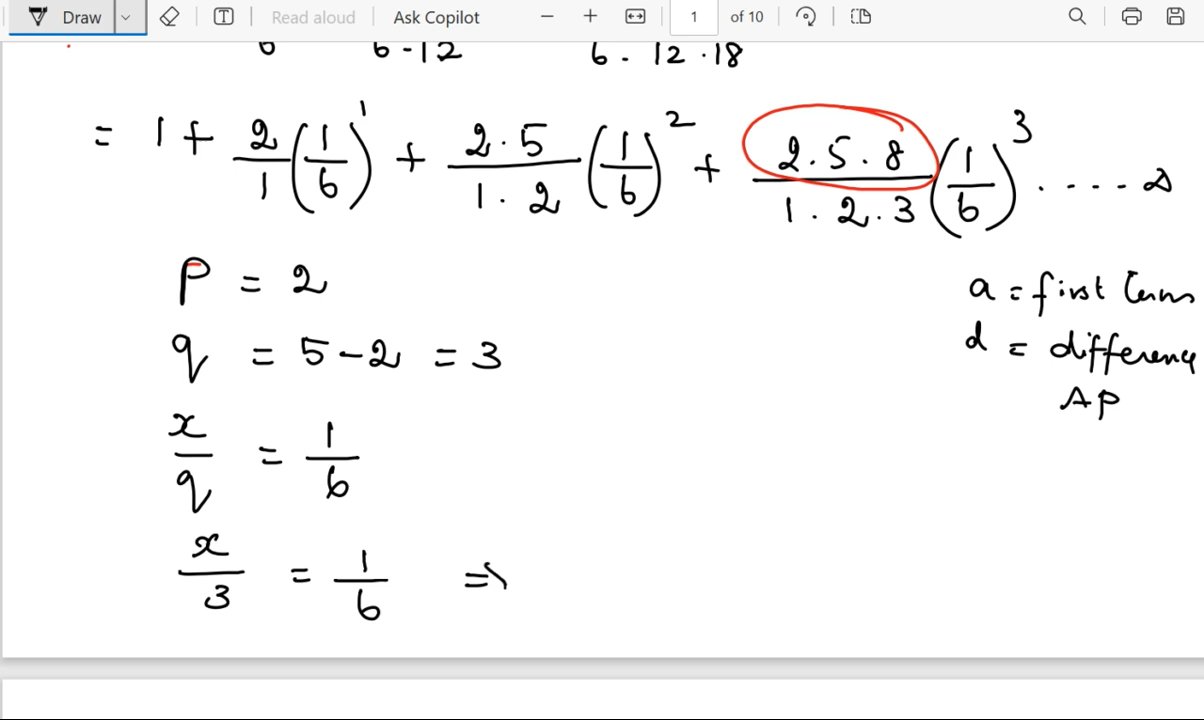 Draw Read aloud Ask Copilot 1 of 10
6 6-12 6. 12.18
= 1 + 2/1 (1/6)^1 + 2.5/1.2 (1/6)^2 + 2.5.8/1.2.3 (1/6)^3 ..... ∞
P = 2
a = first
q = 5-2 = 3
d =
AP
x/q = 1/6
x/3 = 1/6 =>